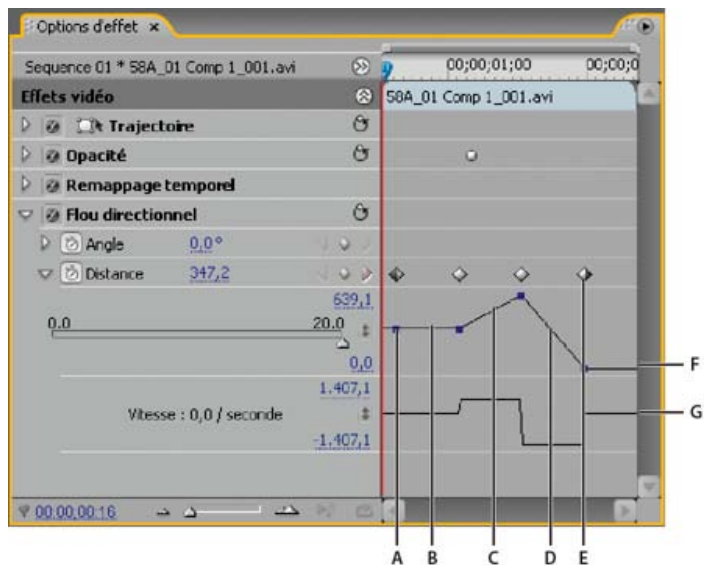 Options d'effet ×
Sequence 01 * 58A_01 Comp 1_001.avi
00;00;01;00 00;00;0
Effets vidéo
58A_01 Comp 1_001.avi
Trajectoire
Opacité
Remappage temporel
Flou directionnel
Angle 0,0°
Distance 347,2
639,1
0.0 20.0
0,0
1.407,1
Vitesse : 0,0 / seconde
-1.407,1
00;00;00;16
F
G
A B C D E